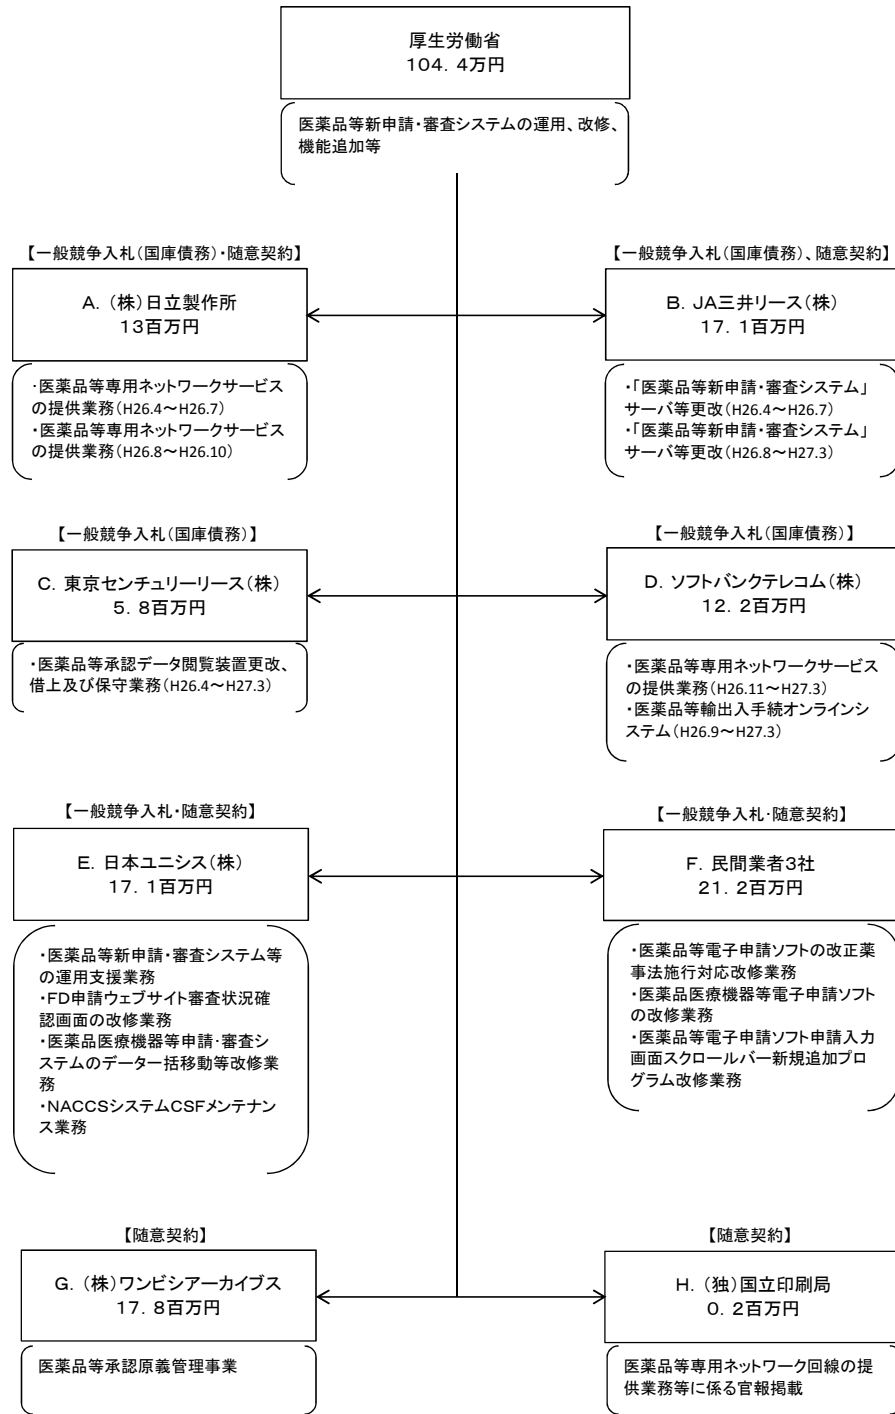 厚生労働省
104．4万円
医薬品等新申請・審査システムの運用、改修、
機能追加等
【一般競争入札（国庫債務）・随意契約】
A．（株）日立製作所
13百万円
・医薬品等専用ネットワークサービス
の提供業務（H26.4～H26.7）
・医薬品等専用ネットワークサービス
の提供業務（H26.8～H26.10）
【一般競争入札（国庫債務）、随意契約】
B．JA三井リース（株）
17．1百万円
・「医薬品等新申請・審査システム」
サーバ等更改（H26.4～H26.7）
・「医薬品等新申請・審査システム」
サーバ等更改（H26.8～H27.3）
【一般競争入札（国庫債務）】
C．東京センチュリーリース（株）
5．8百万円
・医薬品等承認データ閲覧装置更改、
借上及び保守業務（H26.4～H27.3）
【一般競争入札（国庫債務）】
D．ソフトバンクテレコム（株）
12．2百万円
・医薬品等専用ネットワークサービス
の提供業務（H26.11～H27.3）
・医薬品等輸出入手続オンラインシ
ステム（H26.9～H27.3）
【一般競争入札・随意契約】
E．日本ユニシス（株）
17．1百万円
・医薬品等新申請・審査システム等
の運用支援業務
・FD申請ウェブサイト審査状況確
認画面の改修業務
・医薬品医療機器等申請・審査シ
ステムのデータ一括移動等改修業
務
・NACCSシステムCSFメンテナン
ス業務
【一般競争入札・随意契約】
F．民間業者3社
21．2百万円
・医薬品等電子申請ソフトの改正薬
事法施行対応改修業務
・医薬品医療機器等電子申請ソフト
の改修業務
・医薬品等電子申請ソフト申請入力
画面スクロールバー新規追加プロ
グラム改修業務
【随意契約】
G．（株）ワンビシアーカイブス
17．8百万円
医薬品等承認原義管理事業
【随意契約】
H．（独）国立印刷局
0．2百万円
医薬品等専用ネットワーク回線の提
供業務等に係る官報掲載